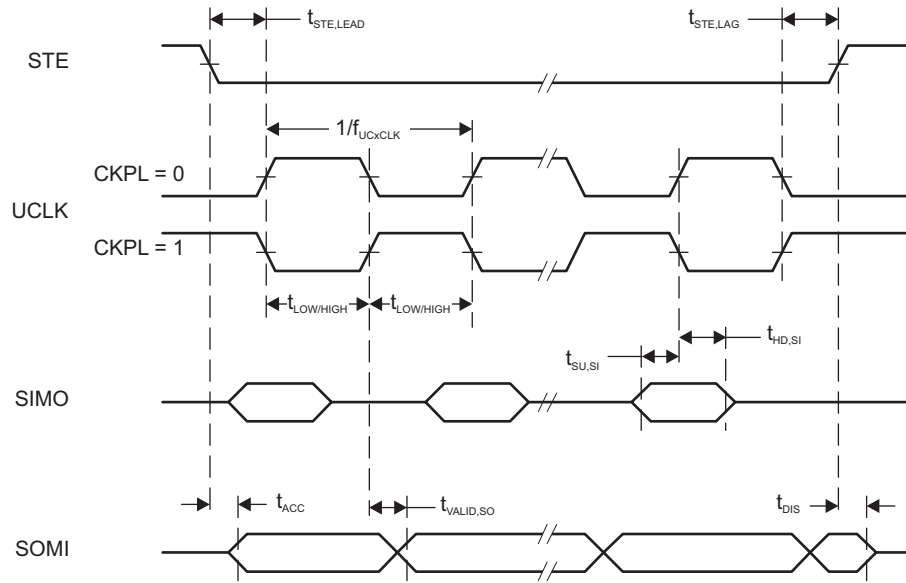 tSTE,LEAD
tSTE,LAG
STE
1/fUCxCLK
CKPL = 0
UCLK
CKPL = 1
tLOW/HIGH
tLOW/HIGH
tHD,SI
tSU,SI
SIMO
tACC
tVALID,SO
tDIS
SOMI